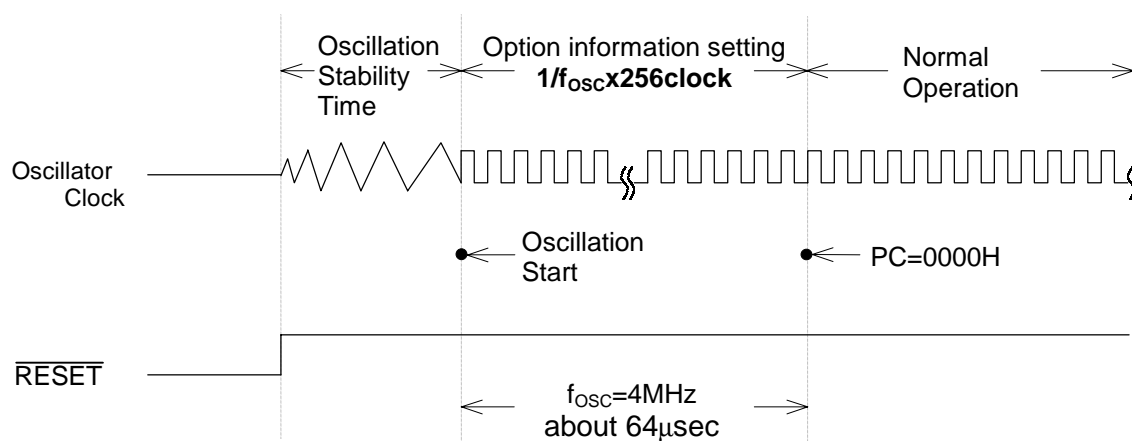 Oscillation
Stability
Time
Option information setting
1/fOSCx256clock
Normal
Operation
Oscillator
Clock
Oscillation
Start
PC=0000H
RESET
fOSC=4MHz
about 64μsec